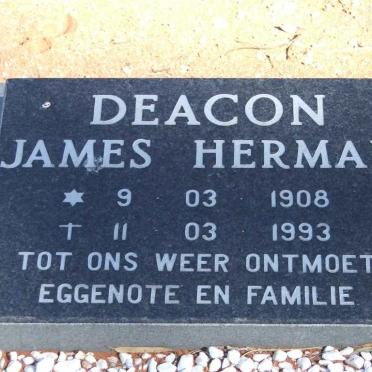 DEACON
JAMES HERMA
✶ 9 03 1908
† 11 03 1993
TOT ONS WEER ONTMOET
EGGENOTE EN FAMILIE